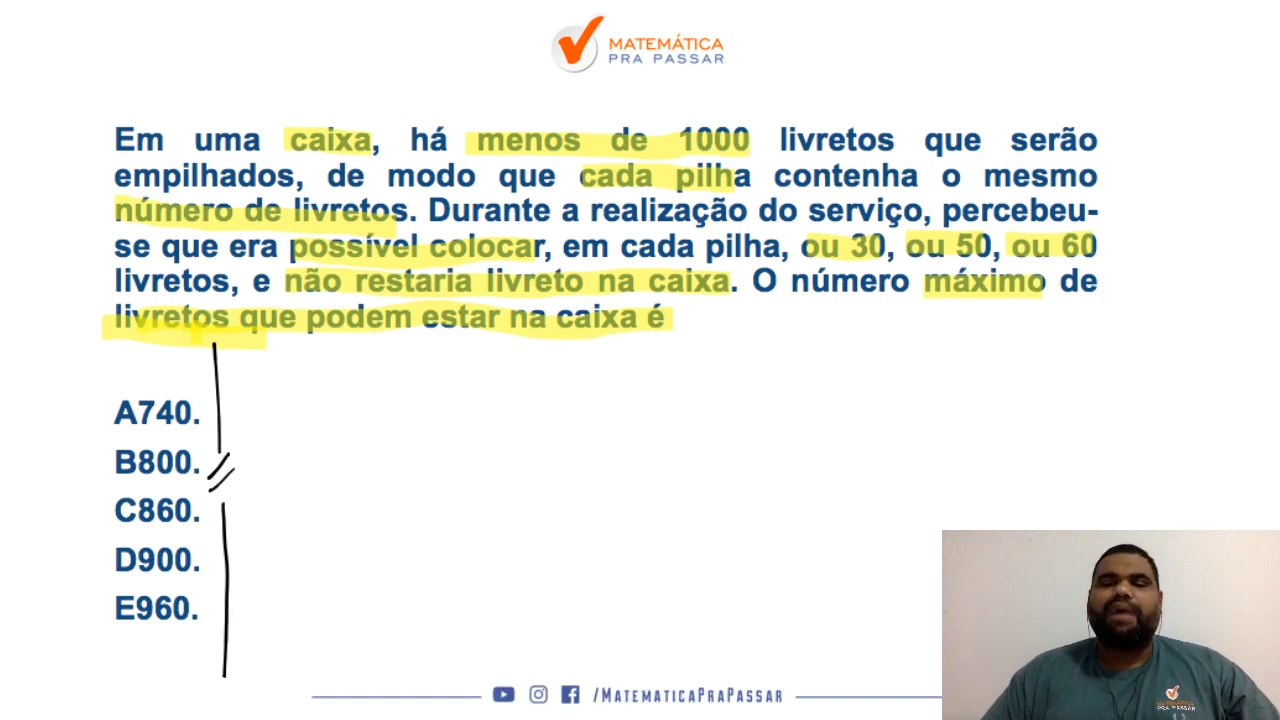 MATEMÁTICA
PRA PASSAR
Em uma caixa, há menos de 1000 livretos que serão
empilhados, de modo que cada pilha contenha o mesmo
número de livretos. Durante a realização do serviço, percebeu-
se que era possível colocar, em cada pilha, ou 30, ou 50, ou 60
livretos, e não restaria livreto na caixa. O número máximo de
livretos que podem estar na caixa é
A740.
B800.
C860.
D900.
E960.
/MATEMATICAPRAPASSAR
MATEMÁTICA
PRA PASSAR